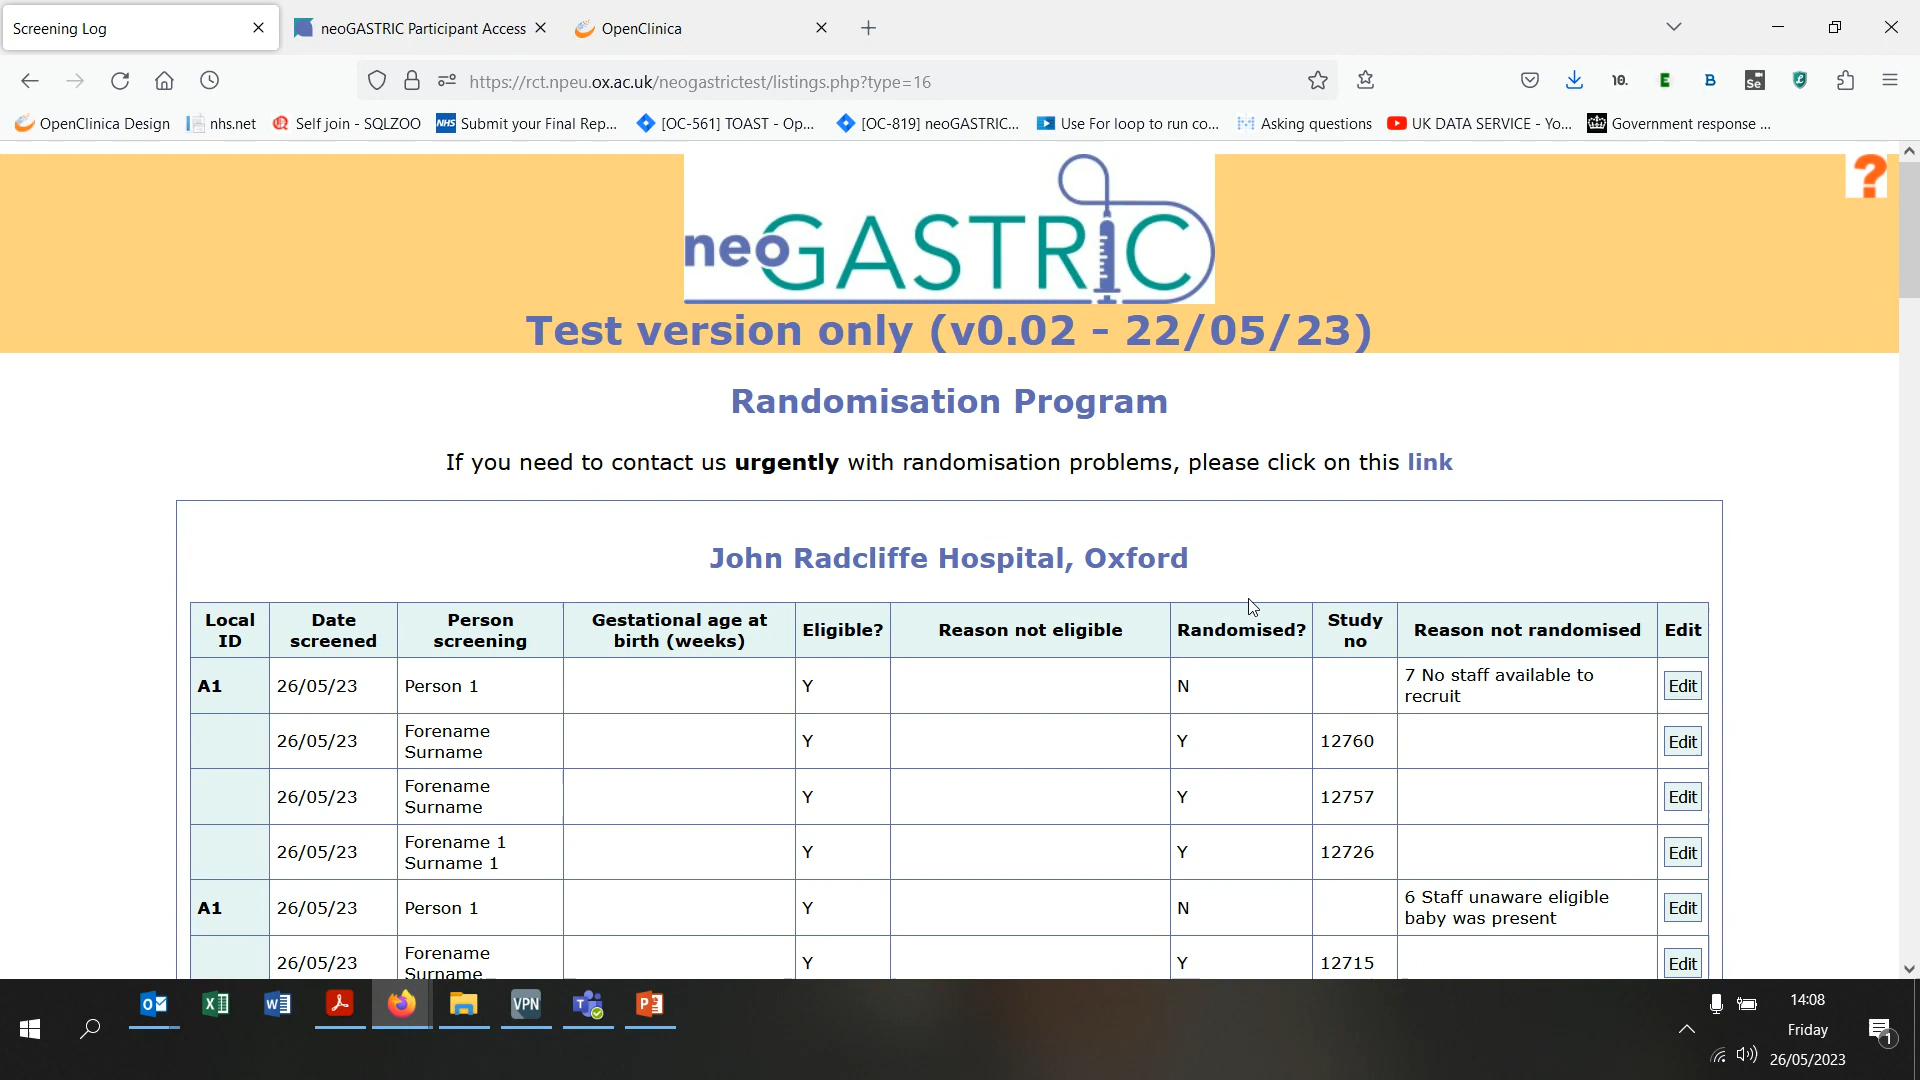 Screening Log
neoGASTRIC Participant Access
OpenClinica
https://rct.npeu.ox.ac.uk/neogastrictest/listings.php?type=16
OpenClinica Design
nhs.net
Self join - SQLZOO
NHS Submit your Final Rep...
[OC-561] TOAST - Op...
[OC-819] neoGASTRIC...
Use For loop to run co...
Asking questions
UK DATA SERVICE - Yo...
Government response ...
neoGASTRIC
?
Test version only (v0.02 - 22/05/23)
Randomisation Program
If you need to contact us urgently with randomisation problems, please click on this link
John Radcliffe Hospital, Oxford
Local ID Date screened Person screening Gestational age at birth (weeks) Eligible? Reason not eligible Randomised? Study no Reason not randomised Edit
A1 26/05/23 Person 1 Y N 7 No staff available to recruit Edit
26/05/23 Forename Surname Y Y 12760 Edit
26/05/23 Forename Surname Y Y 12757 Edit
26/05/23 Forename 1 Surname 1 Y Y 12726 Edit
A1 26/05/23 Person 1 Y N 6 Staff unaware eligible baby was present Edit
26/05/23 Forename Surname Y Y 12715 Edit
VPN
14:08
Friday
26/05/2023
1